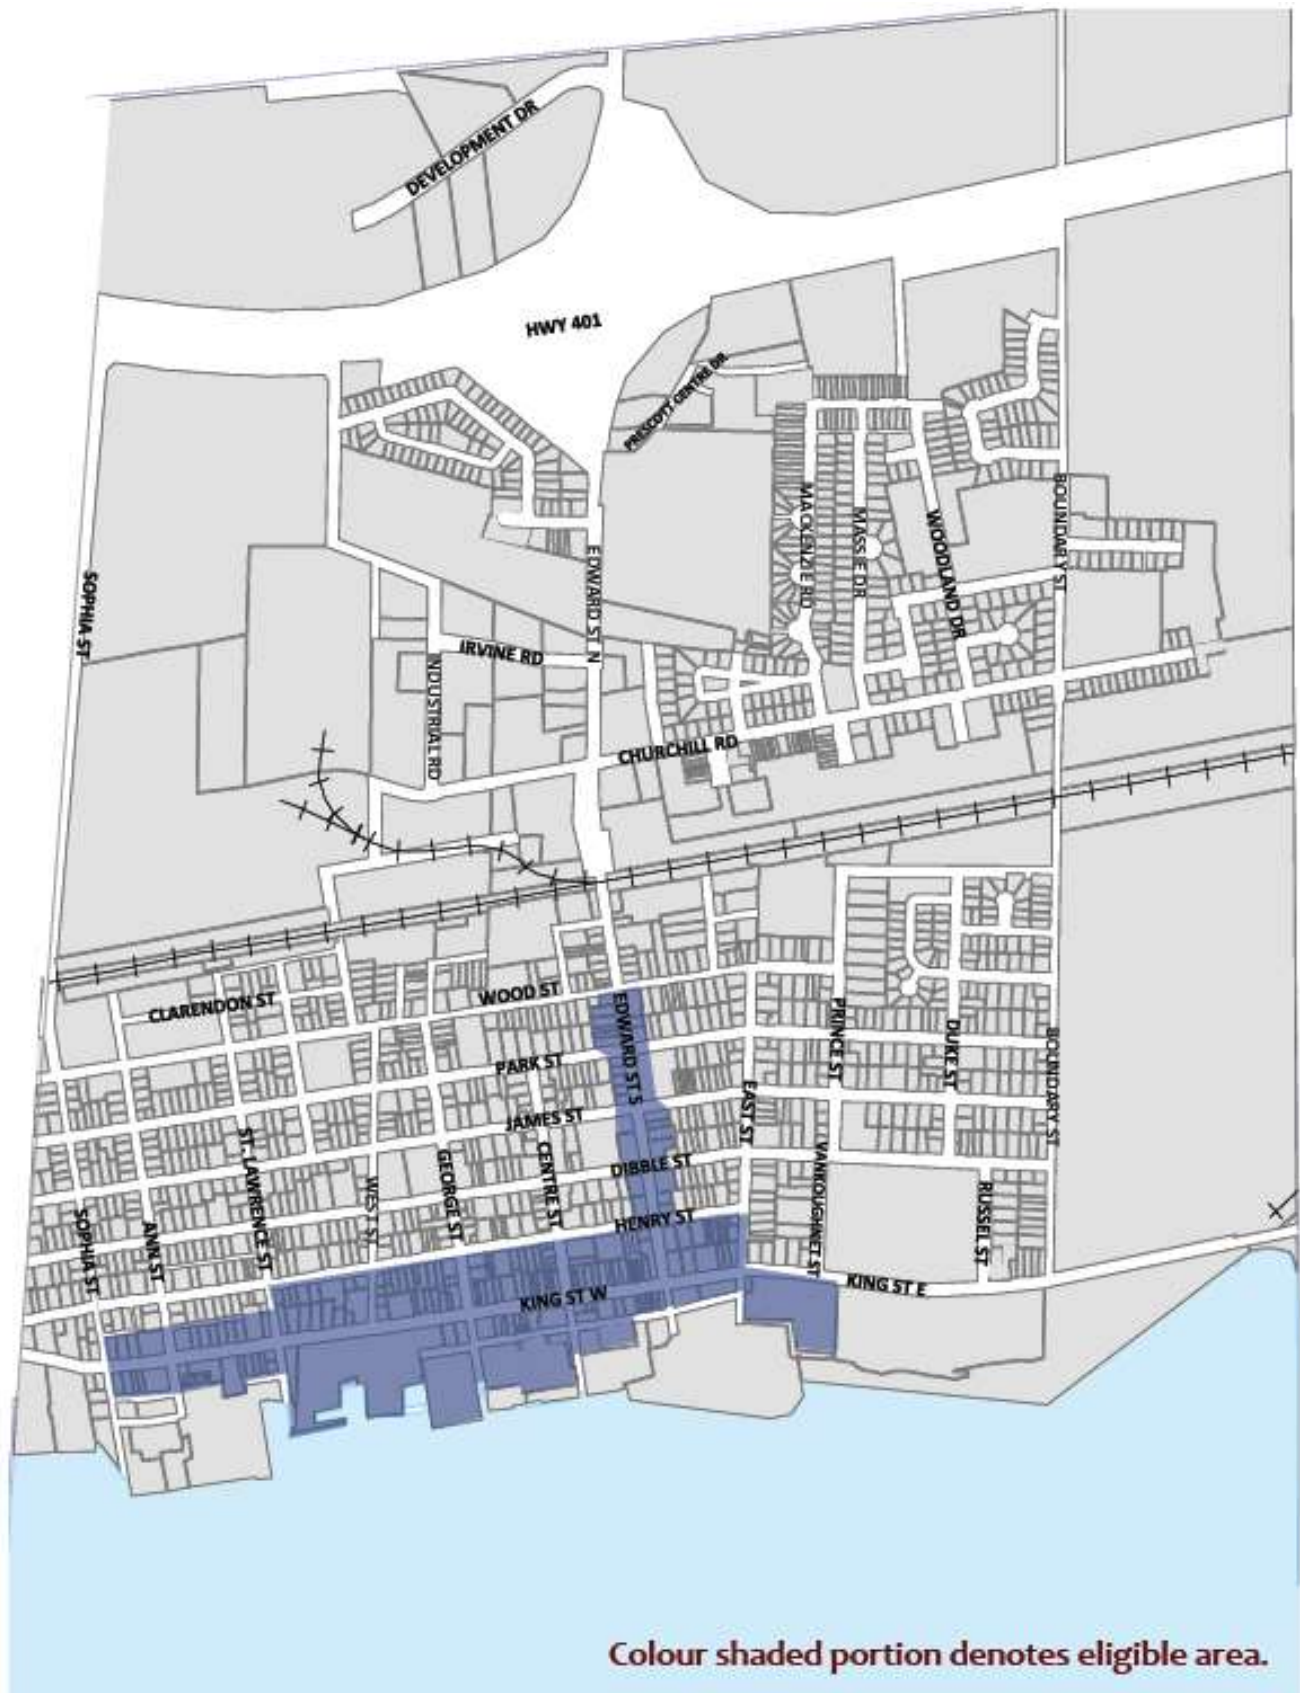 DEVELOPMENT DR
HWY 401
PRESCOTT CENTRE DR
MACKENZIE RD
MASSIE DR
WOODLAND DR
BOUNDARY ST
SOPHIA ST
EDWARD ST N
IRVINE RD
NDUSTRIAL RD
CHURCHILL RD
CLARENDON ST
WOOD ST
EDWARD ST S
PRINCE ST
DUKE ST
BOUNDARY ST
PARK ST
EAST ST
JAMES ST
ST. LAWRENCE ST
GEORGE ST
CENTRE ST
DIBBLE ST
VANKOUGHNET ST
WEST ST
RUSSEL ST
SOPHIA ST
ANN ST
HENRY ST
KING ST E
KING ST W
Colour shaded portion denotes eligible area.